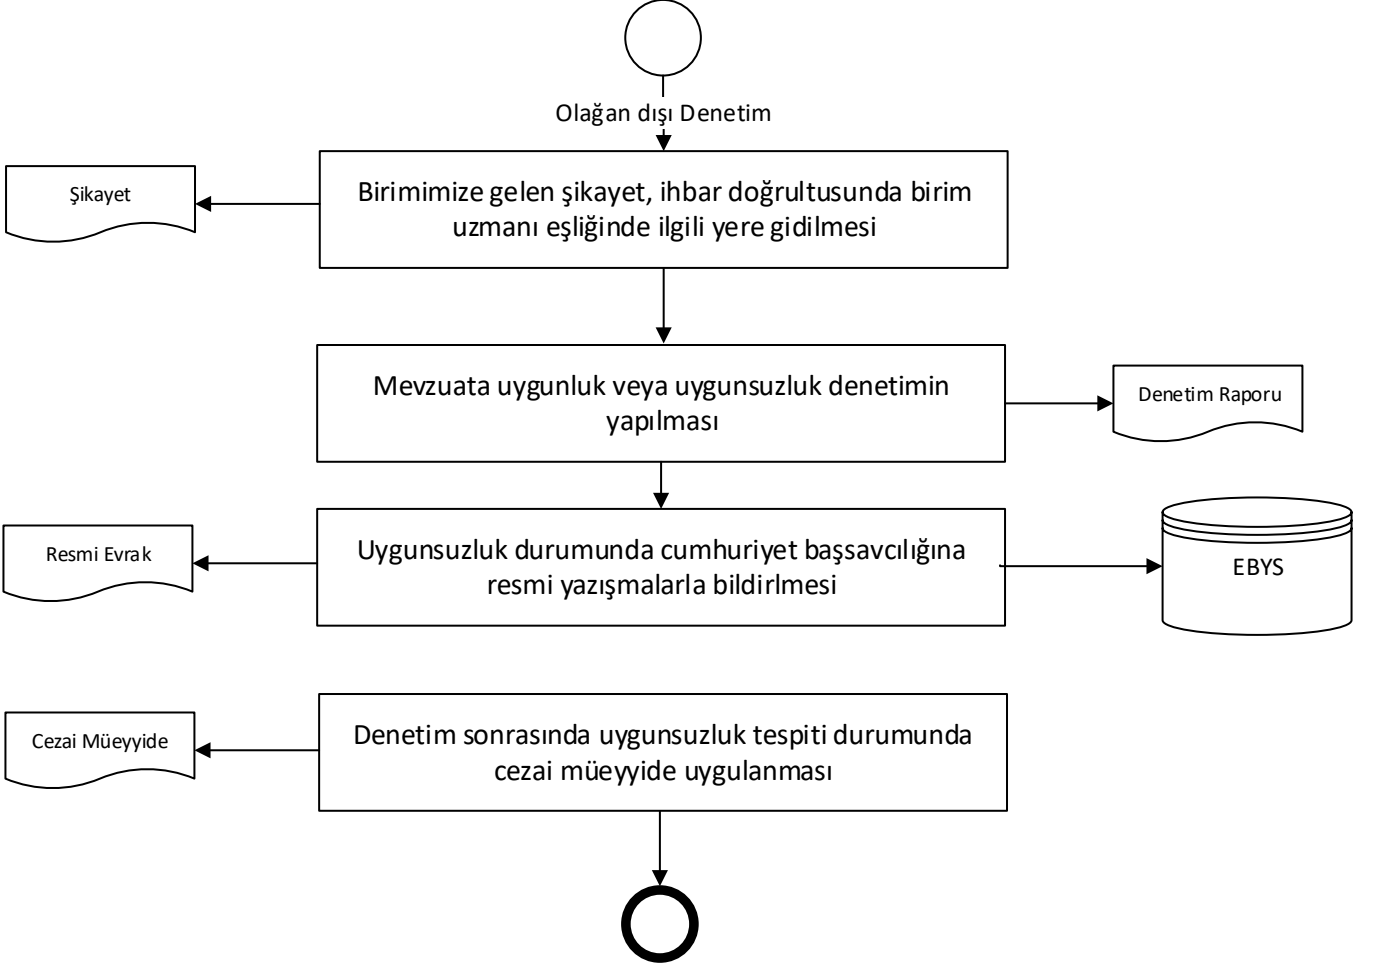 Olağan dışı Denetim
Şikayet
Birimimize gelen şikayet, ihbar doğrultusunda birim
uzmanı eşliğinde ilgili yere gidilmesi
Mevzuata uygunluk veya uygunsuzluk denetimin
yapılması
Denetim Raporu
Resmi Evrak
Uygunsuzluk durumunda cumhuriyet başsavcılığına
resmi yazışmalarla bildirlmesi
EBYS
Cezai Müeyyide
Denetim sonrasında uygunsuzluk tespiti durumunda
cezai müeyyide uygulanması